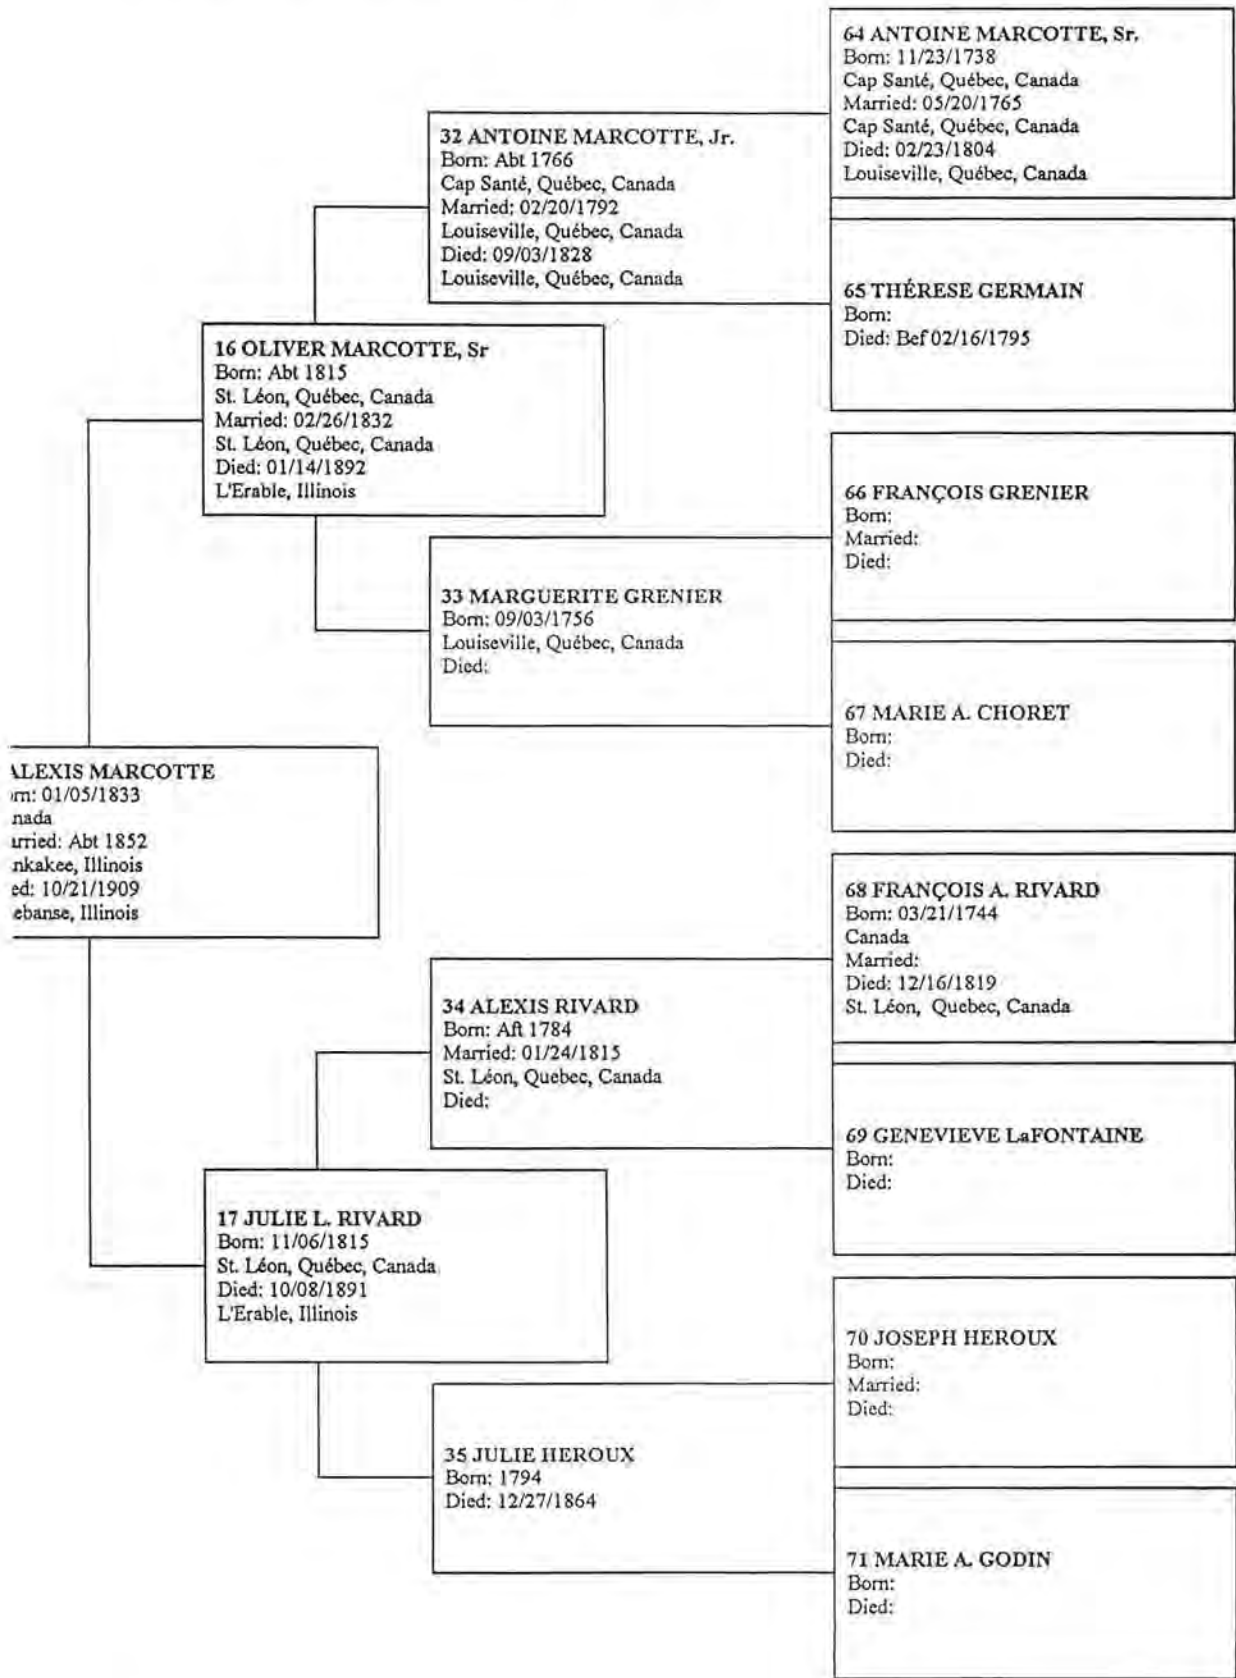 64 ANTOINE MARCOTTE, Sr.
Born: 11/23/1738
Cap Santé, Québec, Canada
Married: 05/20/1765
Cap Santé, Québec, Canada
Died: 02/23/1804
Louiseville, Québec, Canada
32 ANTOINE MARCOTTE, Jr.
Born: Abt 1766
Cap Santé, Québec, Canada
Married: 02/20/1792
Louiseville, Québec, Canada
Died: 09/03/1828
Louiseville, Québec, Canada
65 THÉRESE GERMAIN
Born:
Died: Bef 02/16/1795
16 OLIVER MARCOTTE, Sr
Born: Abt 1815
St. Léon, Québec, Canada
Married: 02/26/1832
St. Léon, Québec, Canada
Died: 01/14/1892
L'Erable, Illinois
66 FRANÇOIS GRENIER
Born:
Married:
Died:
33 MARGUERITE GRENIER
Born: 09/03/1756
Louiseville, Québec, Canada
Died:
67 MARIE A. CHORET
Born:
Died:
ALEXIS MARCOTTE
rn: 01/05/1833
nada
rried: Abt 1852
nkakee, Illinois
ed: 10/21/1909
ebanse, Illinois
68 FRANÇOIS A. RIVARD
Born: 03/21/1744
Canada
Married:
Died: 12/16/1819
St. Léon, Quebec, Canada
34 ALEXIS RIVARD
Born: Aft 1784
Married: 01/24/1815
St. Léon, Quebec, Canada
Died:
69 GENEVIEVE LaFONTAINE
Born:
Died:
17 JULIE L. RIVARD
Born: 11/06/1815
St. Léon, Québec, Canada
Died: 10/08/1891
L'Erable, Illinois
70 JOSEPH HEROUX
Born:
Married:
Died:
35 JULIE HEROUX
Born: 1794
Died: 12/27/1864
71 MARIE A. GODIN
Born:
Died: